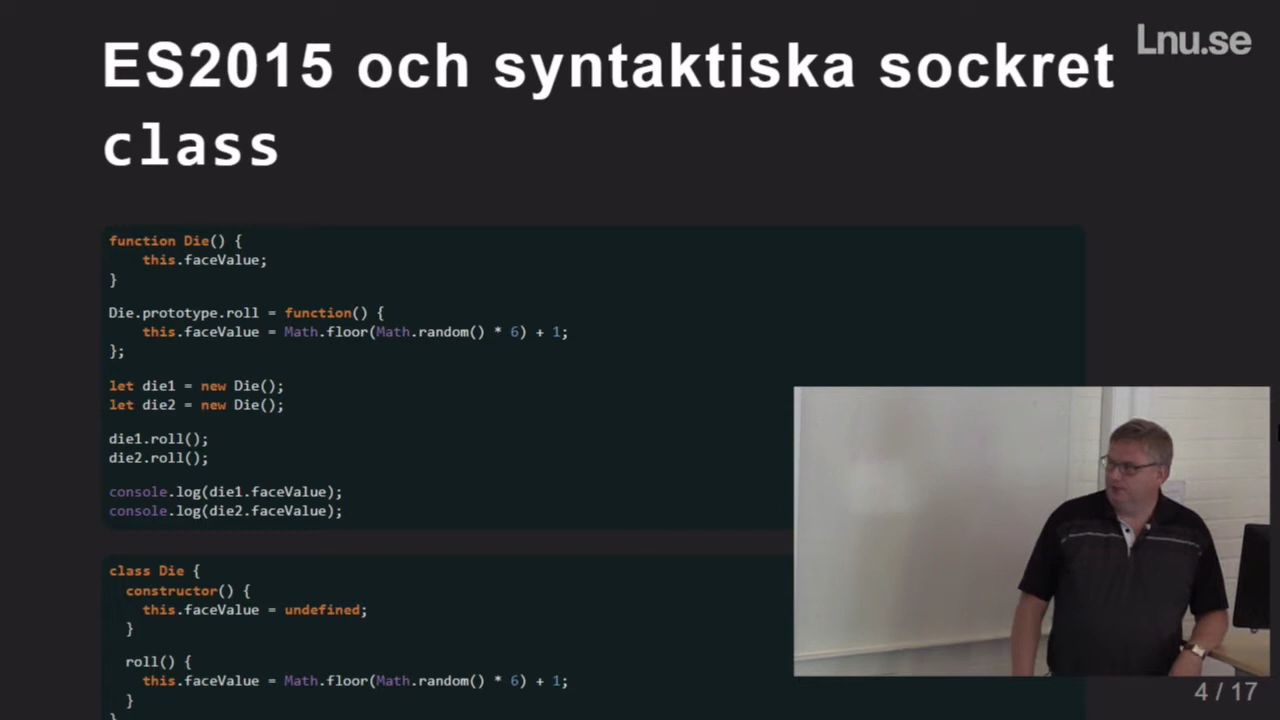 ES2015 och syntaktiska sockret
class
Lnu.se
function Die() {
    this.faceValue;
}
Die.prototype.roll = function() {
    this.faceValue = Math.floor(Math.random() * 6) + 1;
};
let die1 = new Die();
let die2 = new Die();
die1.roll();
die2.roll();
console.log(die1.faceValue);
console.log(die2.faceValue);
class Die {
  constructor() {
    this.faceValue = undefined;
  }
  roll() {
    this.faceValue = Math.floor(Math.random() * 6) + 1;
  }
}
4 / 17